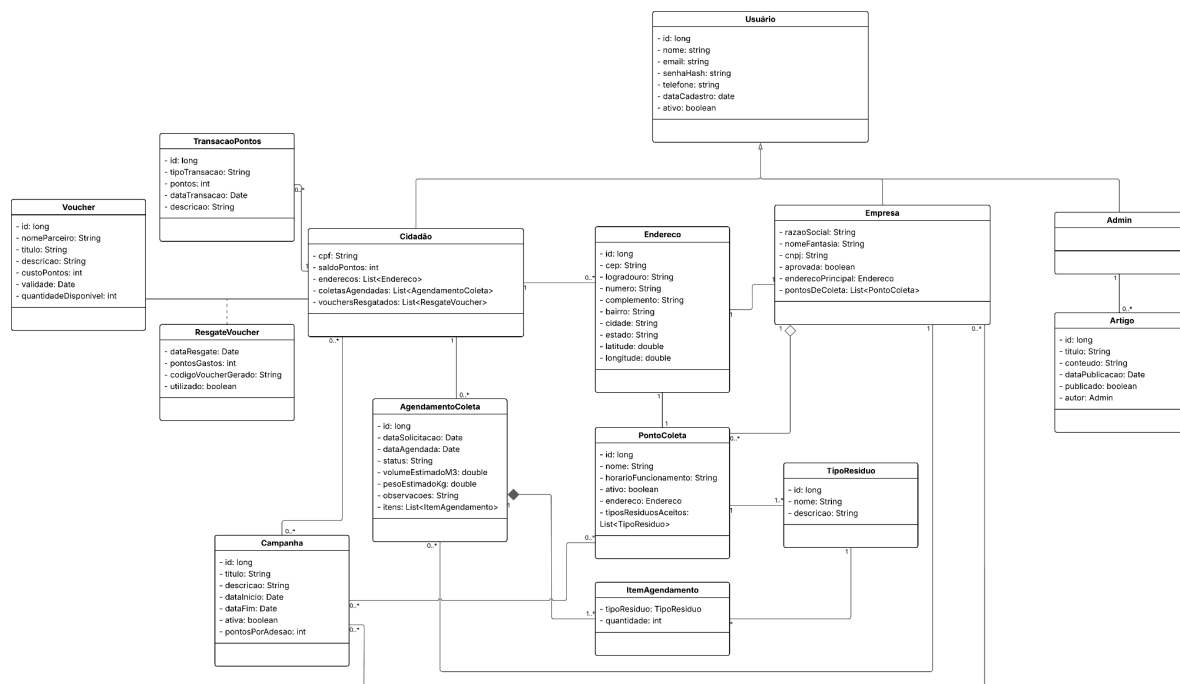 Usuário
- id: long
- nome: string
- email: string
- senhaHash: string
- telefone: string
- dataCadastro: date
- ativo: boolean
TransacaoPontos
- id: long
- tipoTransacao: String
- pontos: int
- dataTransacao: Date
- descricao: String
0..*
1
Voucher
- id: long
- nomeParceiro: String
- titulo: String
- descricao: String
- custoPontos: int
- validade: Date
- quantidadeDisponivel: int
Cidadão
- cpf: String
- saldoPontos: int
- enderecos: List<Endereco>
- coletasAgendadas: List<AgendamentoColeta>
- vouchersResgatados: List<ResgateVoucher>
1
0..*
Endereco
- id: long
- cep: String
- logradouro: String
- numero: String
- complemento: String
- bairro: String
- cidade: String
- estado: String
- latitude: double
- longitude: double
1
1
Empresa
- razaoSocial: String
- nomeFantasia: String
- cnpj: String
- aprovada: boolean
- enderecoPrincipal: Endereco
- pontosDeColeta: List<PontoColeta>
1
1
0..*
Admin
1
0..*
Artigo
- id: long
- titulo: String
- conteudo: String
- dataPublicacao: Date
- publicado: boolean
- autor: Admin
ResgateVoucher
- dataResgate: Date
- pontosGastos: int
- codigoVoucherGerado: String
- utilizado: boolean
0..*
1
0..*
AgendamentoColeta
- id: long
- dataSolicitacao: Date
- dataAgendada: Date
- status: String
- volumeEstimadoM3: double
- pesoEstimadoKg: double
- observacoes: String
- itens: List<ItemAgendamento>
1
0..*
1
1
0..*
PontoColeta
- id: long
- nome: String
- horarioFuncionamento: String
- ativo: boolean
- endereco: Endereco
- tiposResiduosAceitos:
List<TipoResiduo>
1
1..*
0..*
TipoResiduo
- id: long
- nome: String
- descricao: String
1
0..*
Campanha
- id: long
- titulo: String
- descricao: String
- dataInicio: Date
- dataFim: Date
- ativa: boolean
- pontosPorAdesao: int
0..*
0..*
ItemAgendamento
- tipoResiduo: TipoResiduo
- quantidade: int
1..*
*